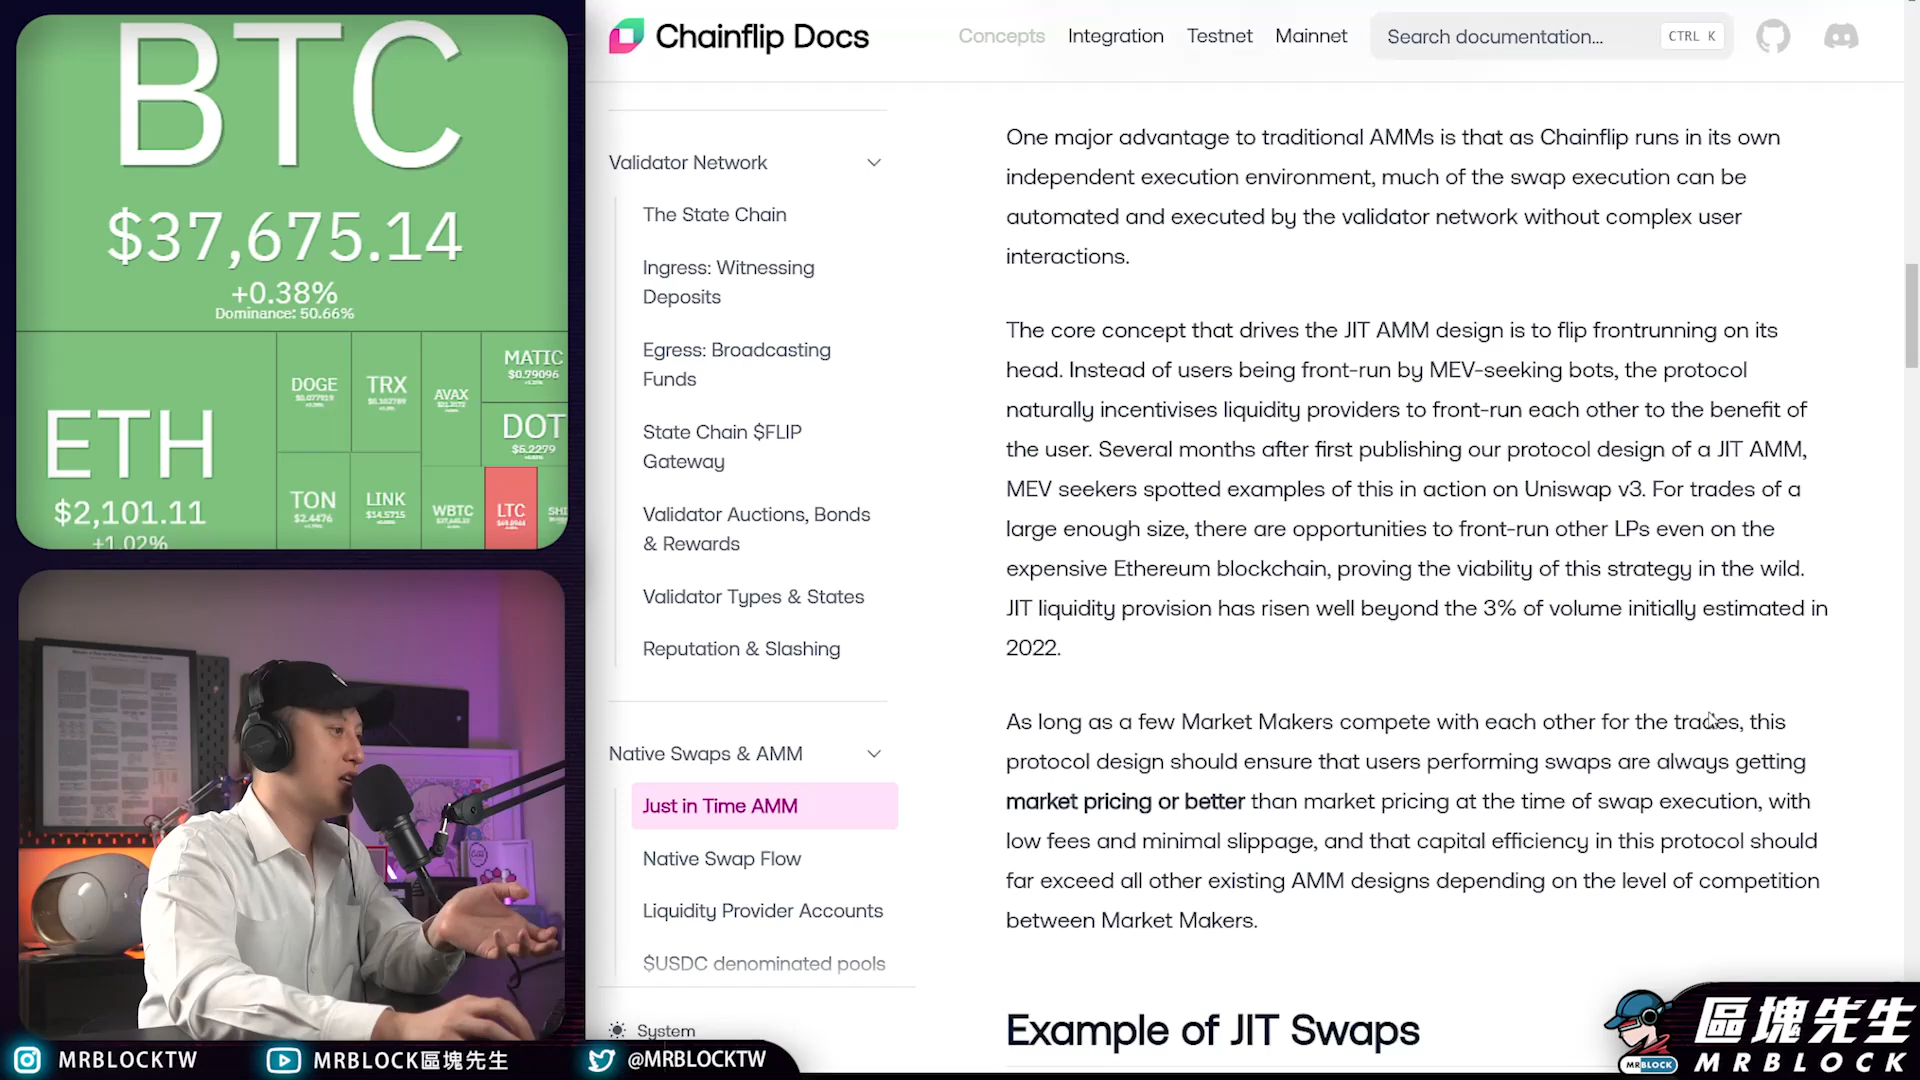 BTC
$37,675.14
+0.38%
Dominance: 50.66%
ETH
$2,101.11
+1.02%
DOGE
$0.077919
TRX
$0.102789
AVAX
MATIC
$0.79096
DOT
$5.2279
TON
$2.4476
LINK
$14.5715
WBTC
LTC
SHI
Chainflip Docs
Concepts
Integration
Testnet
Mainnet
Search documentation...
CTRL K
Validator Network
The State Chain
Ingress: Witnessing
Deposits
Egress: Broadcasting
Funds
State Chain $FLIP
Gateway
Validator Auctions, Bonds
& Rewards
Validator Types & States
Reputation & Slashing
Native Swaps & AMM
Just in Time AMM
Native Swap Flow
Liquidity Provider Accounts
$USDC denominated pools
System
One major advantage to traditional AMMs is that as Chainflip runs in its own
independent execution environment, much of the swap execution can be
automated and executed by the validator network without complex user
interactions.
The core concept that drives the JIT AMM design is to flip frontrunning on its
head. Instead of users being front-run by MEV-seeking bots, the protocol
naturally incentivises liquidity providers to front-run each other to the benefit of
the user. Several months after first publishing our protocol design of a JIT AMM,
MEV seekers spotted examples of this in action on Uniswap v3. For trades of a
large enough size, there are opportunities to front-run other LPs even on the
expensive Ethereum blockchain, proving the viability of this strategy in the wild.
JIT liquidity provision has risen well beyond the 3% of volume initially estimated in
2022.
As long as a few Market Makers compete with each other for the trades, this
protocol design should ensure that users performing swaps are always getting
market pricing or better than market pricing at the time of swap execution, with
low fees and minimal slippage, and that capital efficiency in this protocol should
far exceed all other existing AMM designs depending on the level of competition
between Market Makers.
Example of JIT Swaps
MRBLOCKTW
MRBLOCK區塊先生
@MRBLOCKTW
MRBLOCK
區塊先生
MRBLOCK